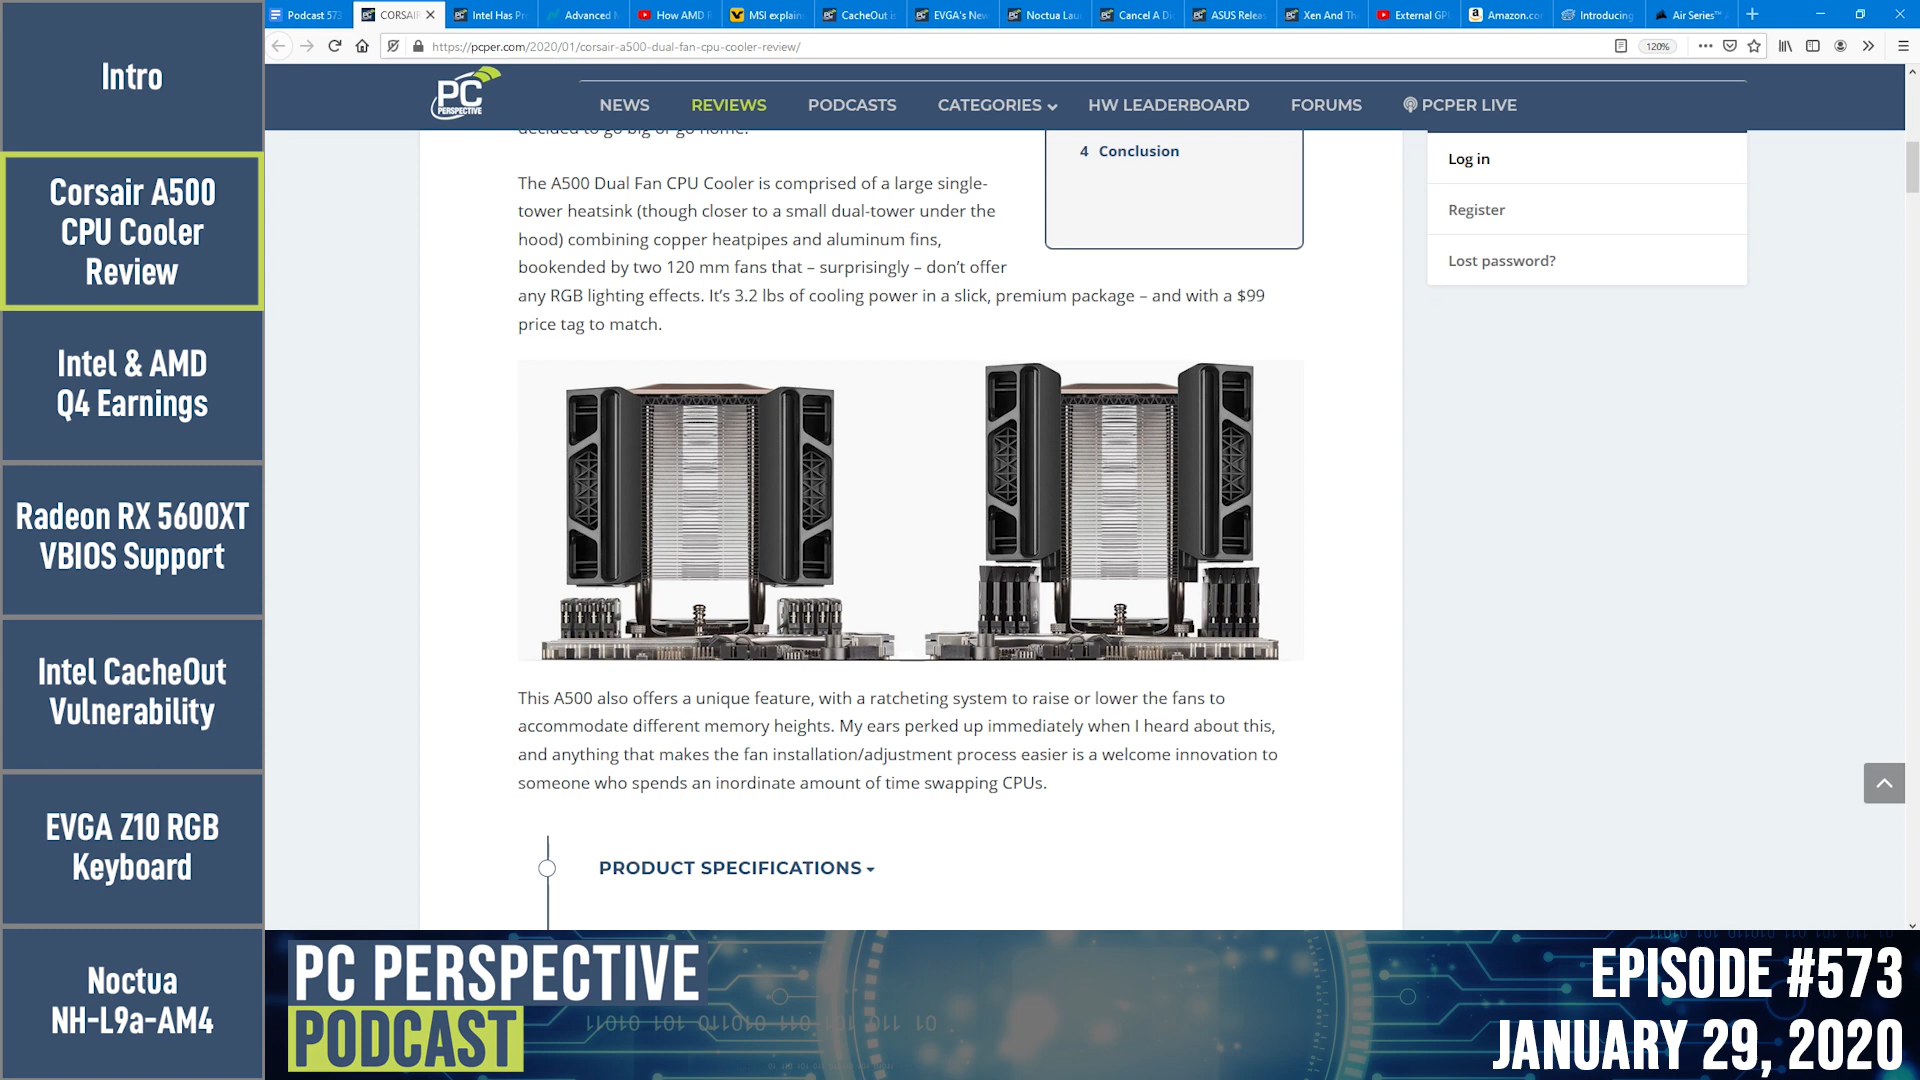 Intro
Corsair A500
CPU Cooler
Review
Intel & AMD
Q4 Earnings
Radeon RX 5600XT
VBIOS Support
Intel CacheOut
Vulnerability
EVGA Z10 RGB
Keyboard
Noctua
NH-L9a-AM4
Podcast 573
CORSAIR
Intel Has Pr
Advanced M
How AMD R
MSI explain
CacheOut is
EVGA's New
Noctua Lau
Cancel A Di
ASUS Relea
Xen And Th
External GP
Amazon.co
Introducing
Air Series™
https://pcper.com/2020/01/corsair-a500-dual-fan-cpu-cooler-review/
120%
PC
PERSPECTIVE
NEWS
REVIEWS
PODCASTS
CATEGORIES
HW LEADERBOARD
FORUMS
PCPER LIVE
decided to go big or go home.
The A500 Dual Fan CPU Cooler is comprised of a large single-
tower heatsink (though closer to a small dual-tower under the
hood) combining copper heatpipes and aluminum fins,
bookended by two 120 mm fans that – surprisingly – don't offer
any RGB lighting effects. It's 3.2 lbs of cooling power in a slick, premium package – and with a $99
price tag to match.
4 Conclusion
Log in
Register
Lost password?
This A500 also offers a unique feature, with a ratcheting system to raise or lower the fans to
accommodate different memory heights. My ears perked up immediately when I heard about this,
and anything that makes the fan installation/adjustment process easier is a welcome innovation to
someone who spends an inordinate amount of time swapping CPUs.
PRODUCT SPECIFICATIONS
PC PERSPECTIVE
PODCAST
EPISODE #573
JANUARY 29, 2020